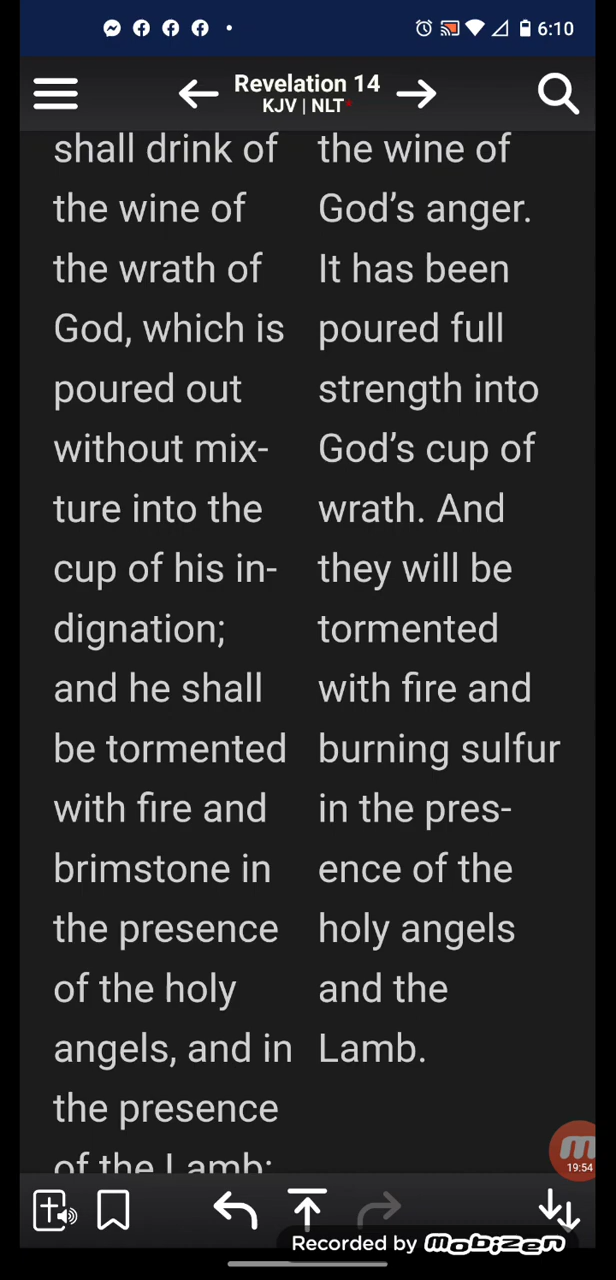 6:10
Revelation 14
KJV | NLT*
shall drink of
the wine of
the wrath of
God, which is
poured out
without mix-
ture into the
cup of his in-
dignation;
and he shall
be tormented
with fire and
brimstone in
the presence
of the holy
angels, and in
the presence
of the Lamb:
the wine of
God’s anger.
It has been
poured full
strength into
God’s cup of
wrath. And
they will be
tormented
with fire and
burning sulfur
in the pres-
ence of the
holy angels
and the
Lamb.
19:54
Recorded by mobizen